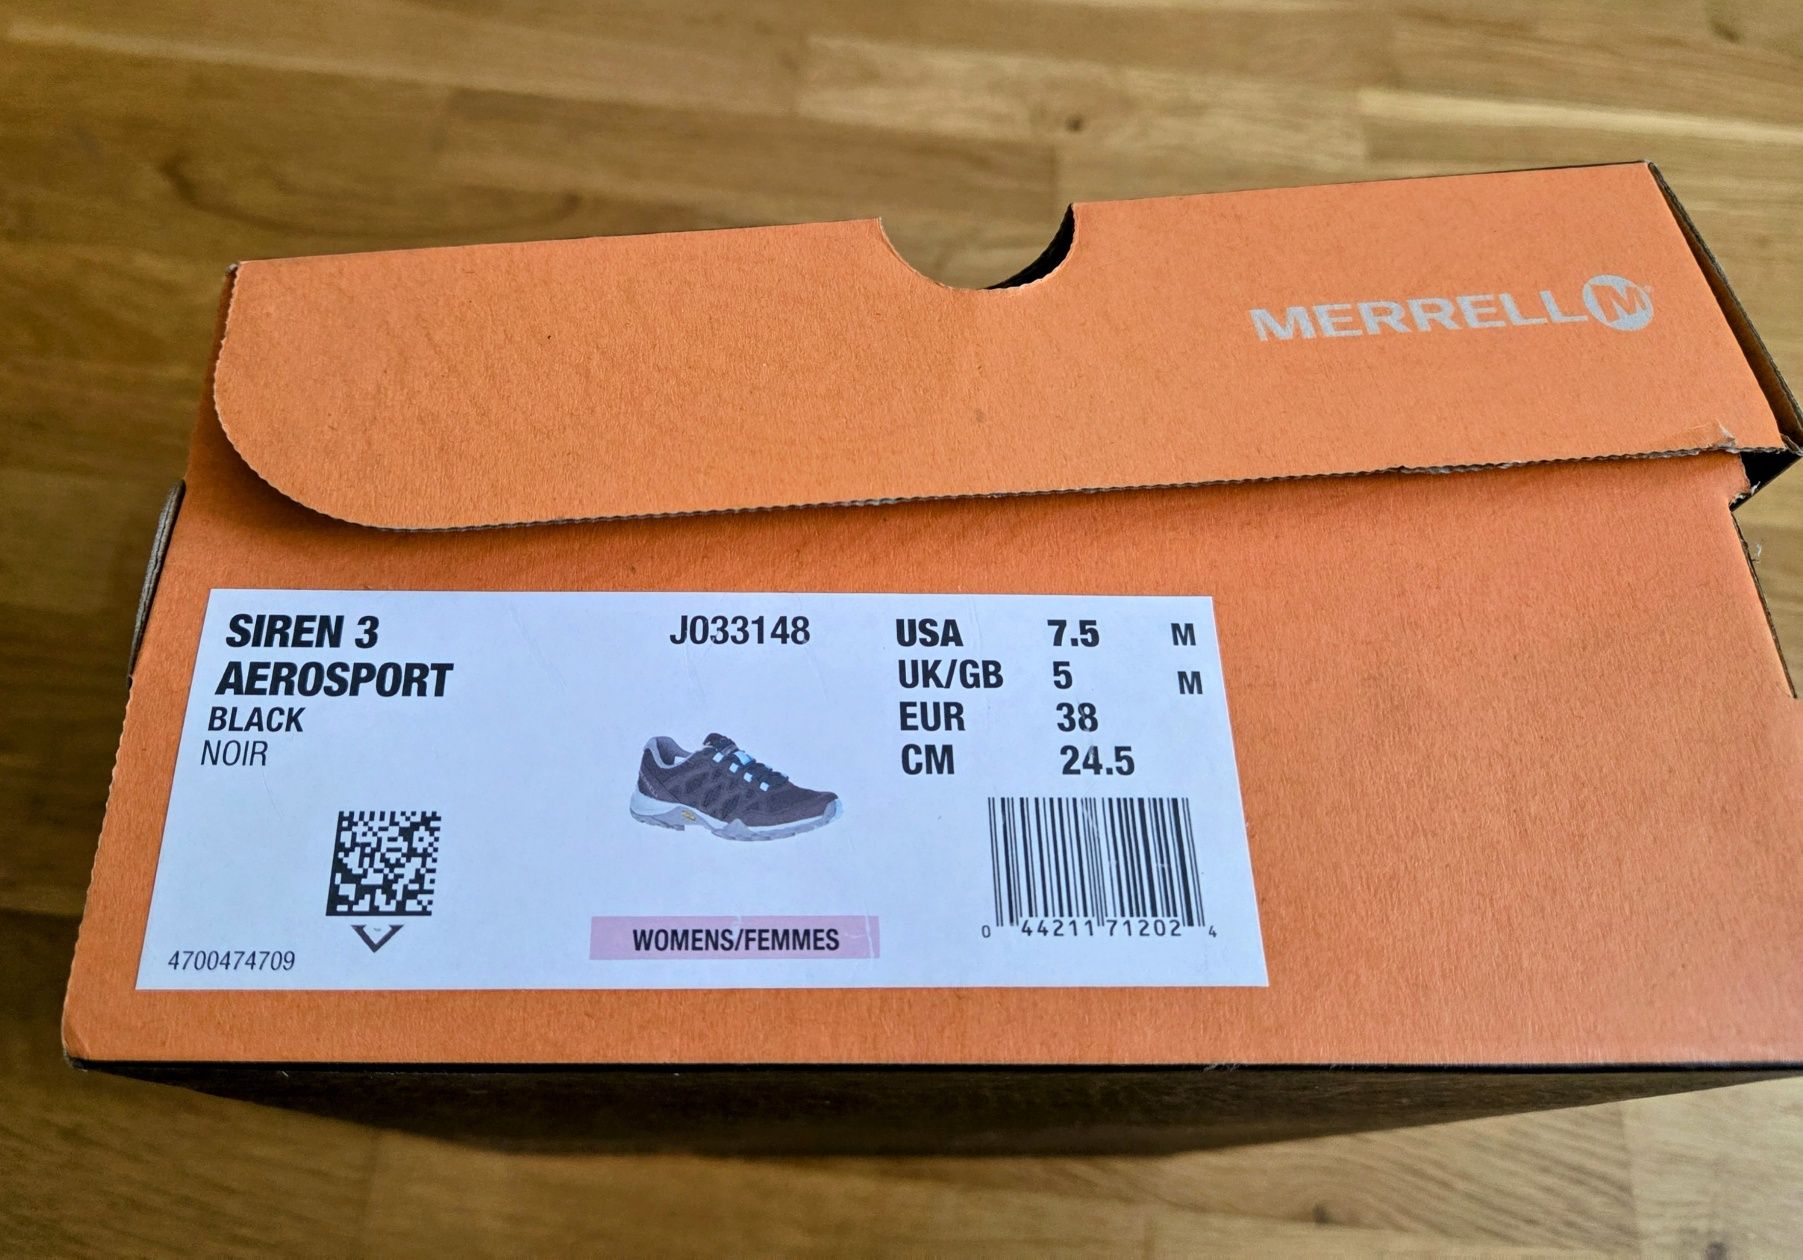 MERRELL
SIREN 3
AEROSPORT
BLACK
NOIR
J033148
USA 7.5 M
UK/GB 5 M
EUR 38
CM 24.5
WOMENS/FEMMES
0 44211 71202 4
4700474709